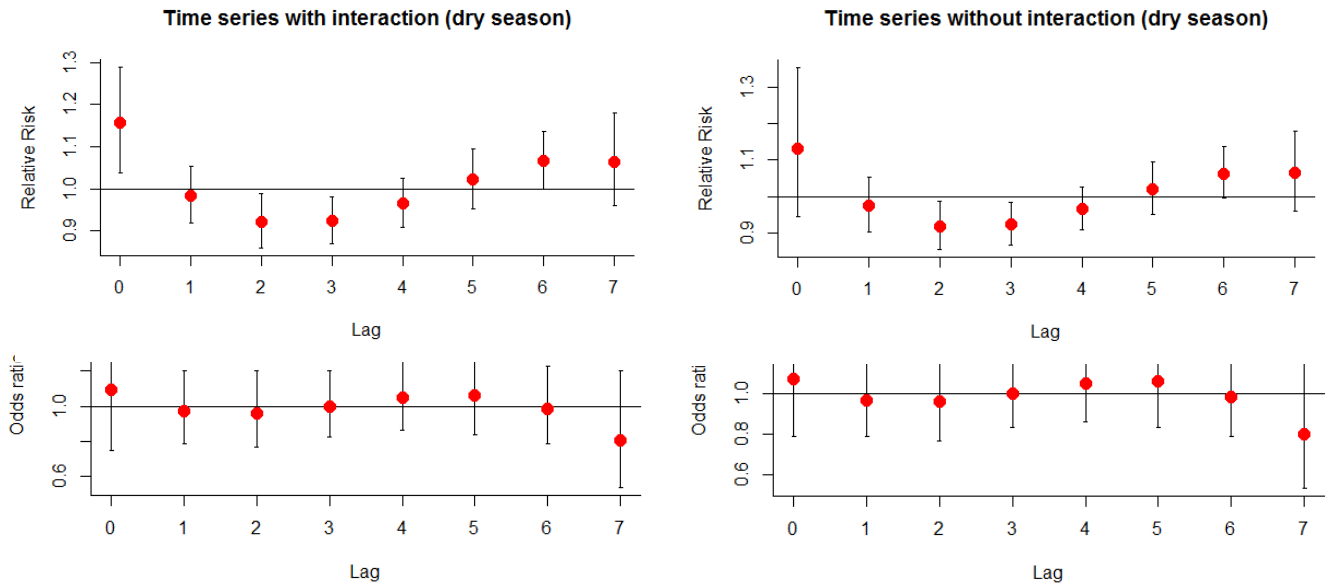 Time series with interaction (dry season)
Relative Risk
0.9 1.0 1.1 1.2 1.3
0 1 2 3 4 5 6 7
Lag
Time series without interaction (dry season)
Relative Risk
0.9 1.1 1.3
0 1 2 3 4 5 6 7
Lag
Odds
0.6 1.0
0 1 2 3 4 5 6 7
Lag
Odds rati
0.6 0.8 1.0
0 1 2 3 4 5 6 7
Lag